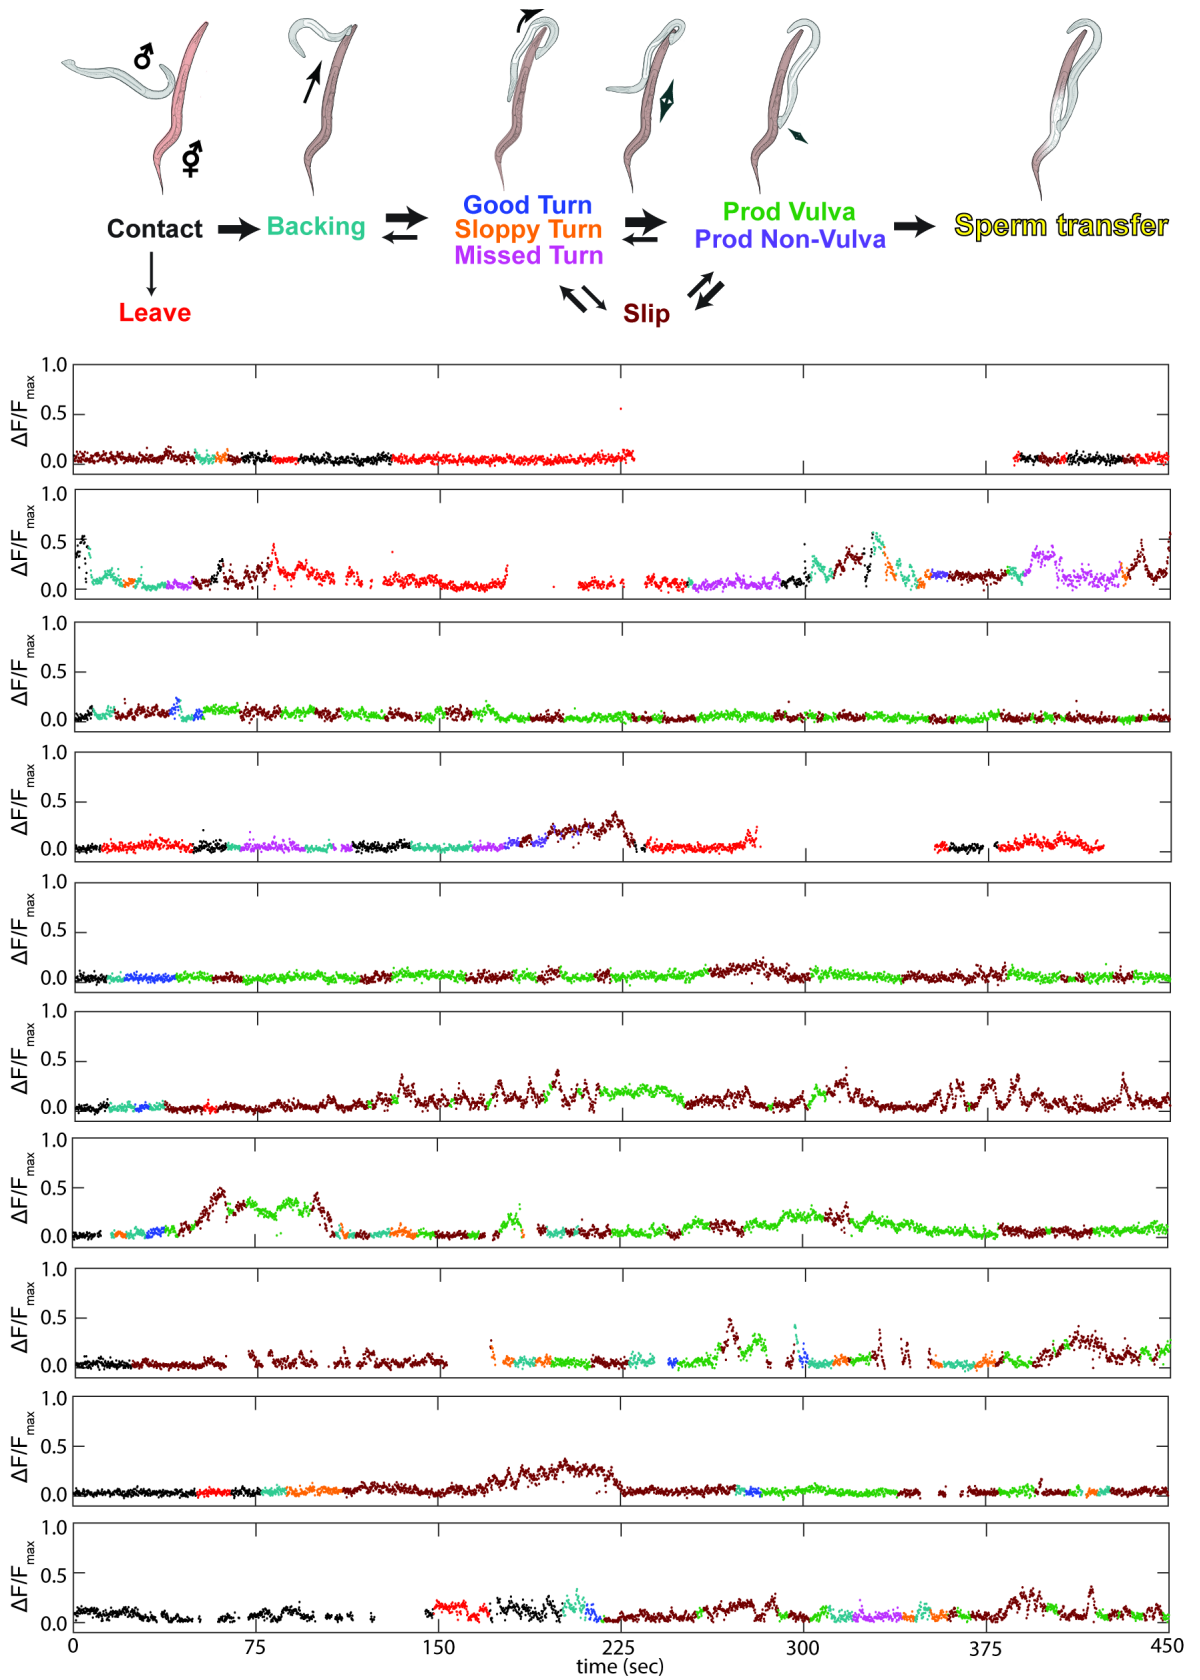 ♂
⚥
Contact
Backing
Good Turn
Sloppy Turn
Missed Turn
Prod Vulva
Prod Non-Vulva
Sperm transfer
Leave
Slip
ΔF/Fmax
1.0
0.5
0.0
ΔF/Fmax
1.0
0.5
0.0
ΔF/Fmax
1.0
0.5
0.0
ΔF/Fmax
1.0
0.5
0.0
ΔF/Fmax
1.0
0.5
0.0
ΔF/Fmax
1.0
0.5
0.0
ΔF/Fmax
1.0
0.5
0.0
ΔF/Fmax
1.0
0.5
0.0
ΔF/Fmax
1.0
0.5
0.0
ΔF/Fmax
1.0
0.5
0.0
0 75 150 225 300 375 450
time (sec)